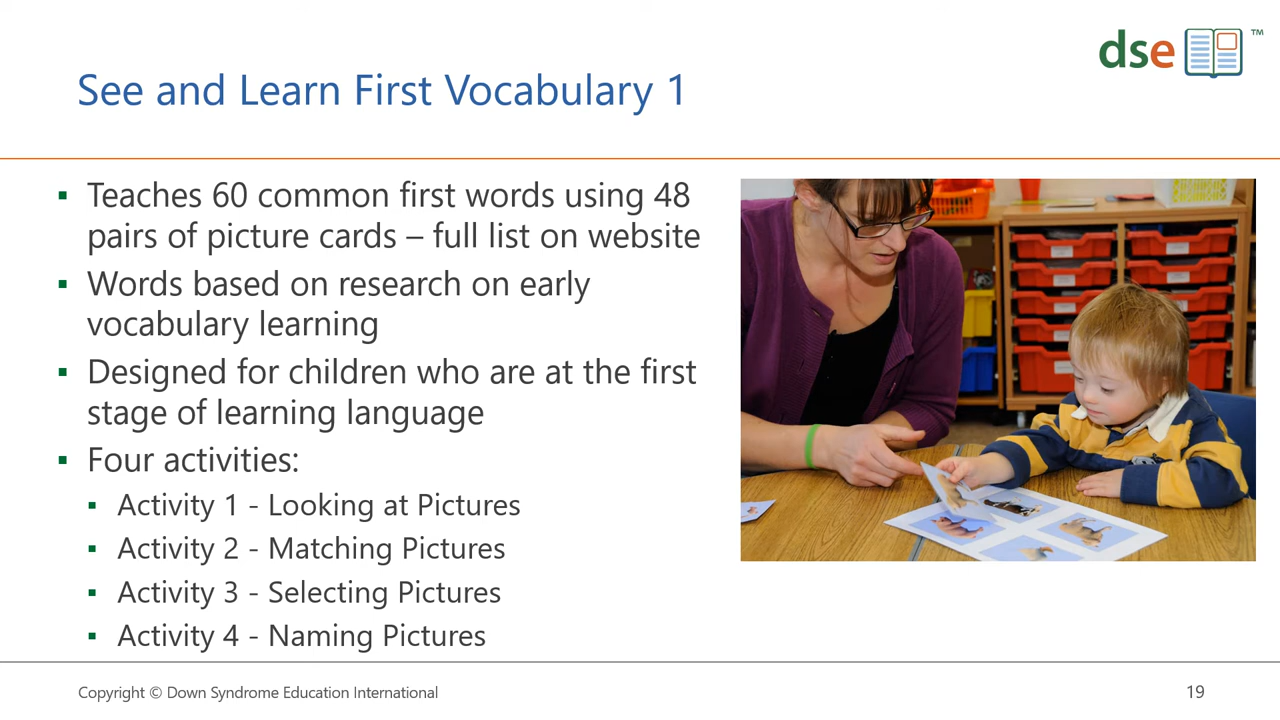 dse ™
See and Learn First Vocabulary 1
▪ Teaches 60 common first words using 48
pairs of picture cards – full list on website
▪ Words based on research on early
vocabulary learning
▪ Designed for children who are at the first
stage of learning language
▪ Four activities:
▪ Activity 1 - Looking at Pictures
▪ Activity 2 - Matching Pictures
▪ Activity 3 - Selecting Pictures
▪ Activity 4 - Naming Pictures
Copyright © Down Syndrome Education International
19